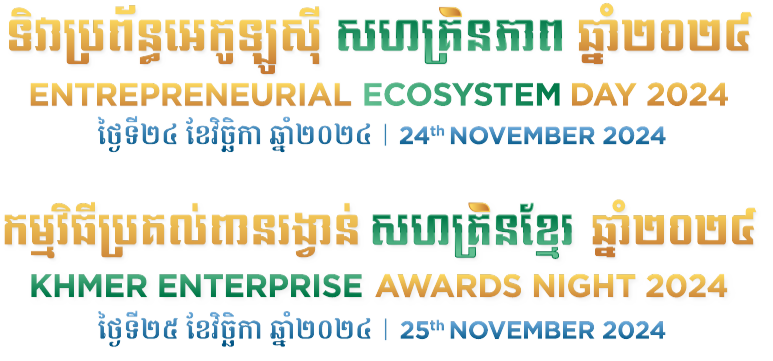 ទិវាប្រព័ន្ធអេកូឡូស៊ី សហគ្រិនភាព ឆ្នាំ២០២៤
ENTREPRENEURIAL ECOSYSTEM DAY 2024
ថ្ងៃទី២៤ ខែវិច្ឆិកា ឆ្នាំ២០២៤ | 24th NOVEMBER 2024
កម្មវិធីប្រគល់ពានរង្វាន់ សហគ្រិនខ្មែរ ឆ្នាំ២០២៤
KHMER ENTERPRISE AWARDS NIGHT 2024
ថ្ងៃទី២៥ ខែវិច្ឆិកា ឆ្នាំ២០២៤ | 25th NOVEMBER 2024